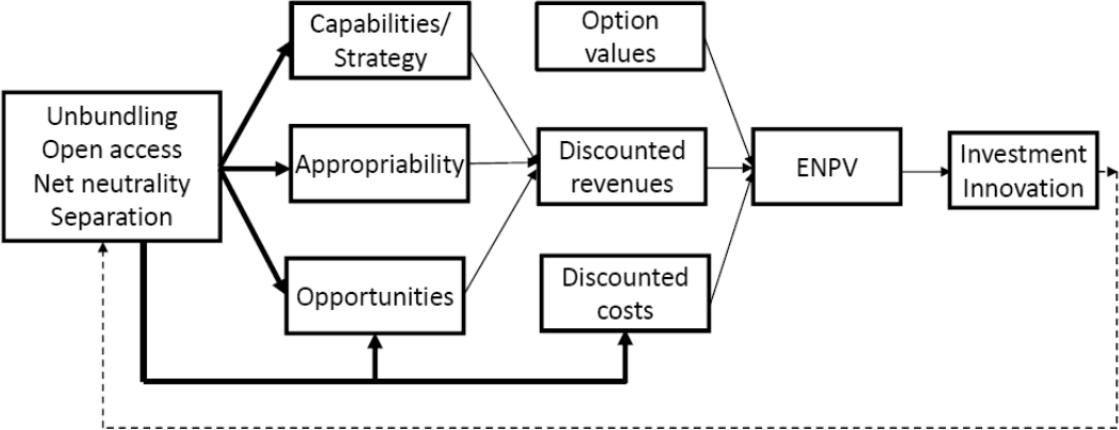 Unbundling
Open access
Net neutrality
Separation
Capabilities/
Strategy
Appropriability
Opportunities
Option
values
Discounted
revenues
Discounted
costs
ENPV
Investment
Innovation